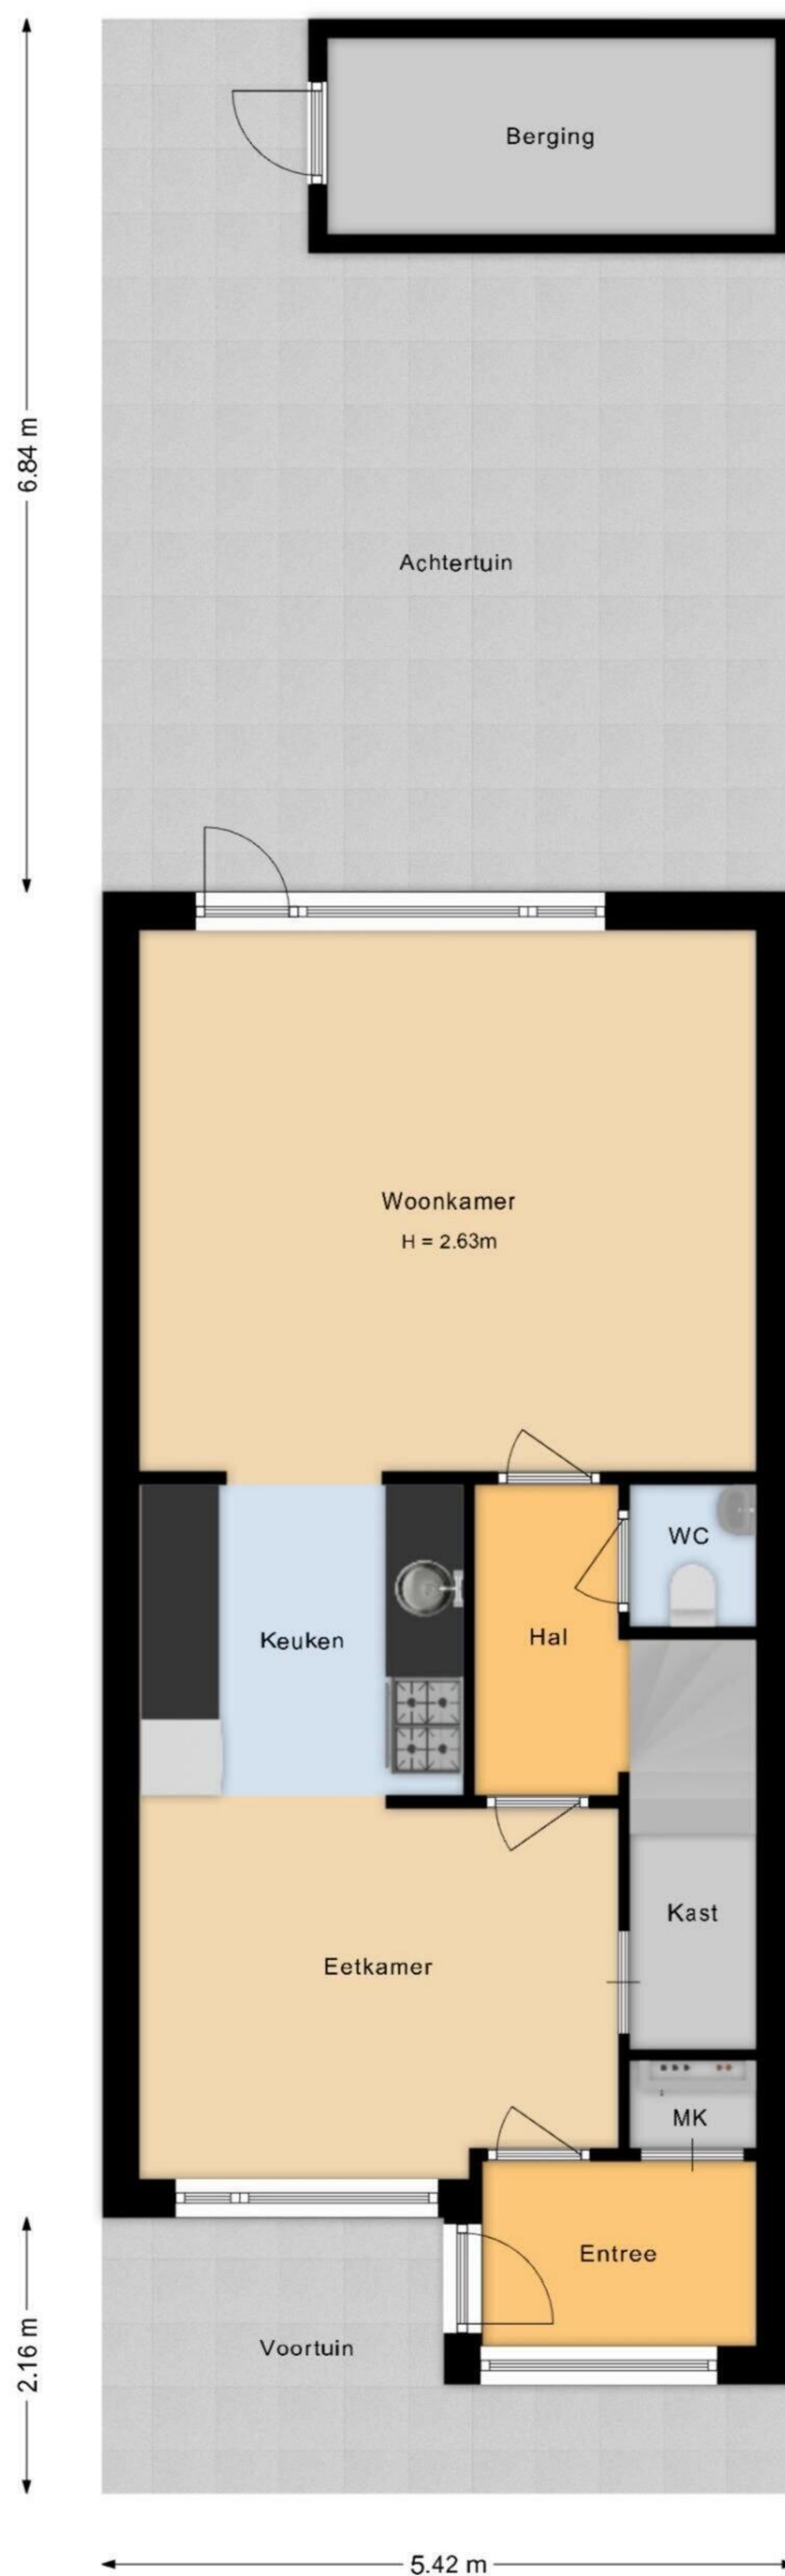 Berging
6.84 m
Achtertuin
Woonkamer
H = 2.63m
WC
Keuken
Hal
Kast
Eetkamer
MK
Entree
Voortuin
2.16 m
5.42 m